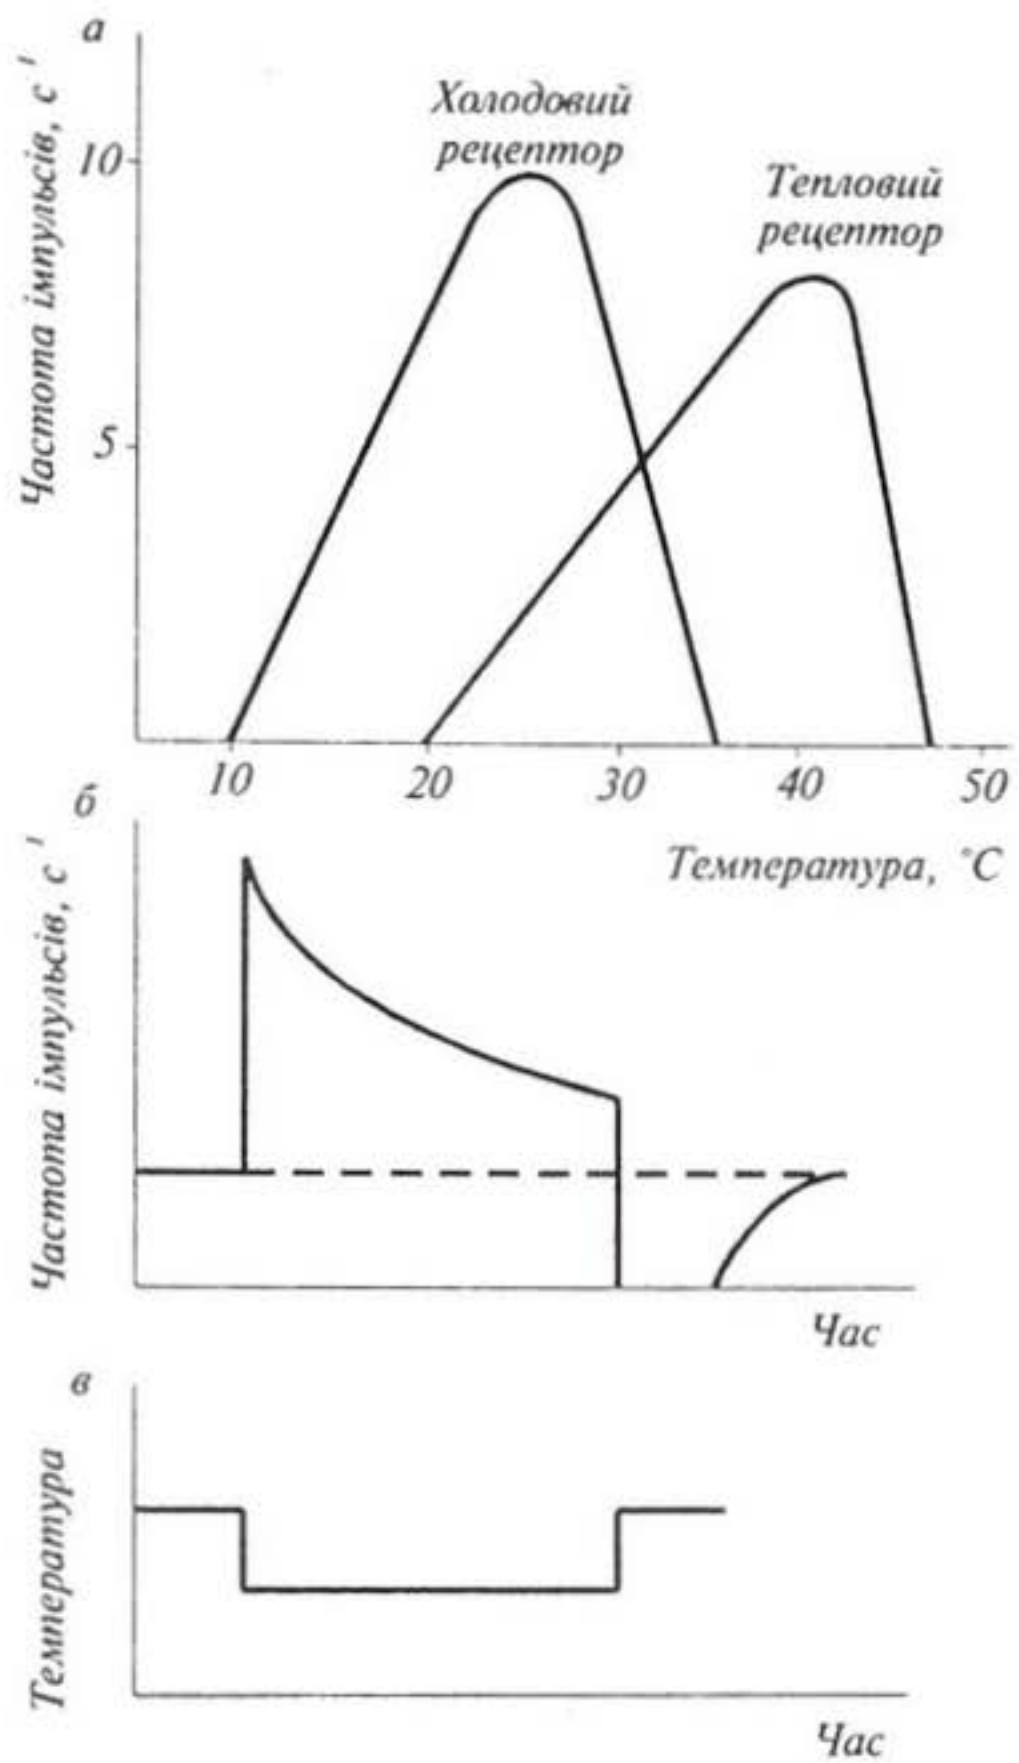 а
Частота імпульсів, с ¹
10
5
Холодовий
рецептор
Тепловий
рецептор
10 20 30 40 50
Температура, °С
б
Частота імпульсів, с ¹
Час
в
Температура
Час